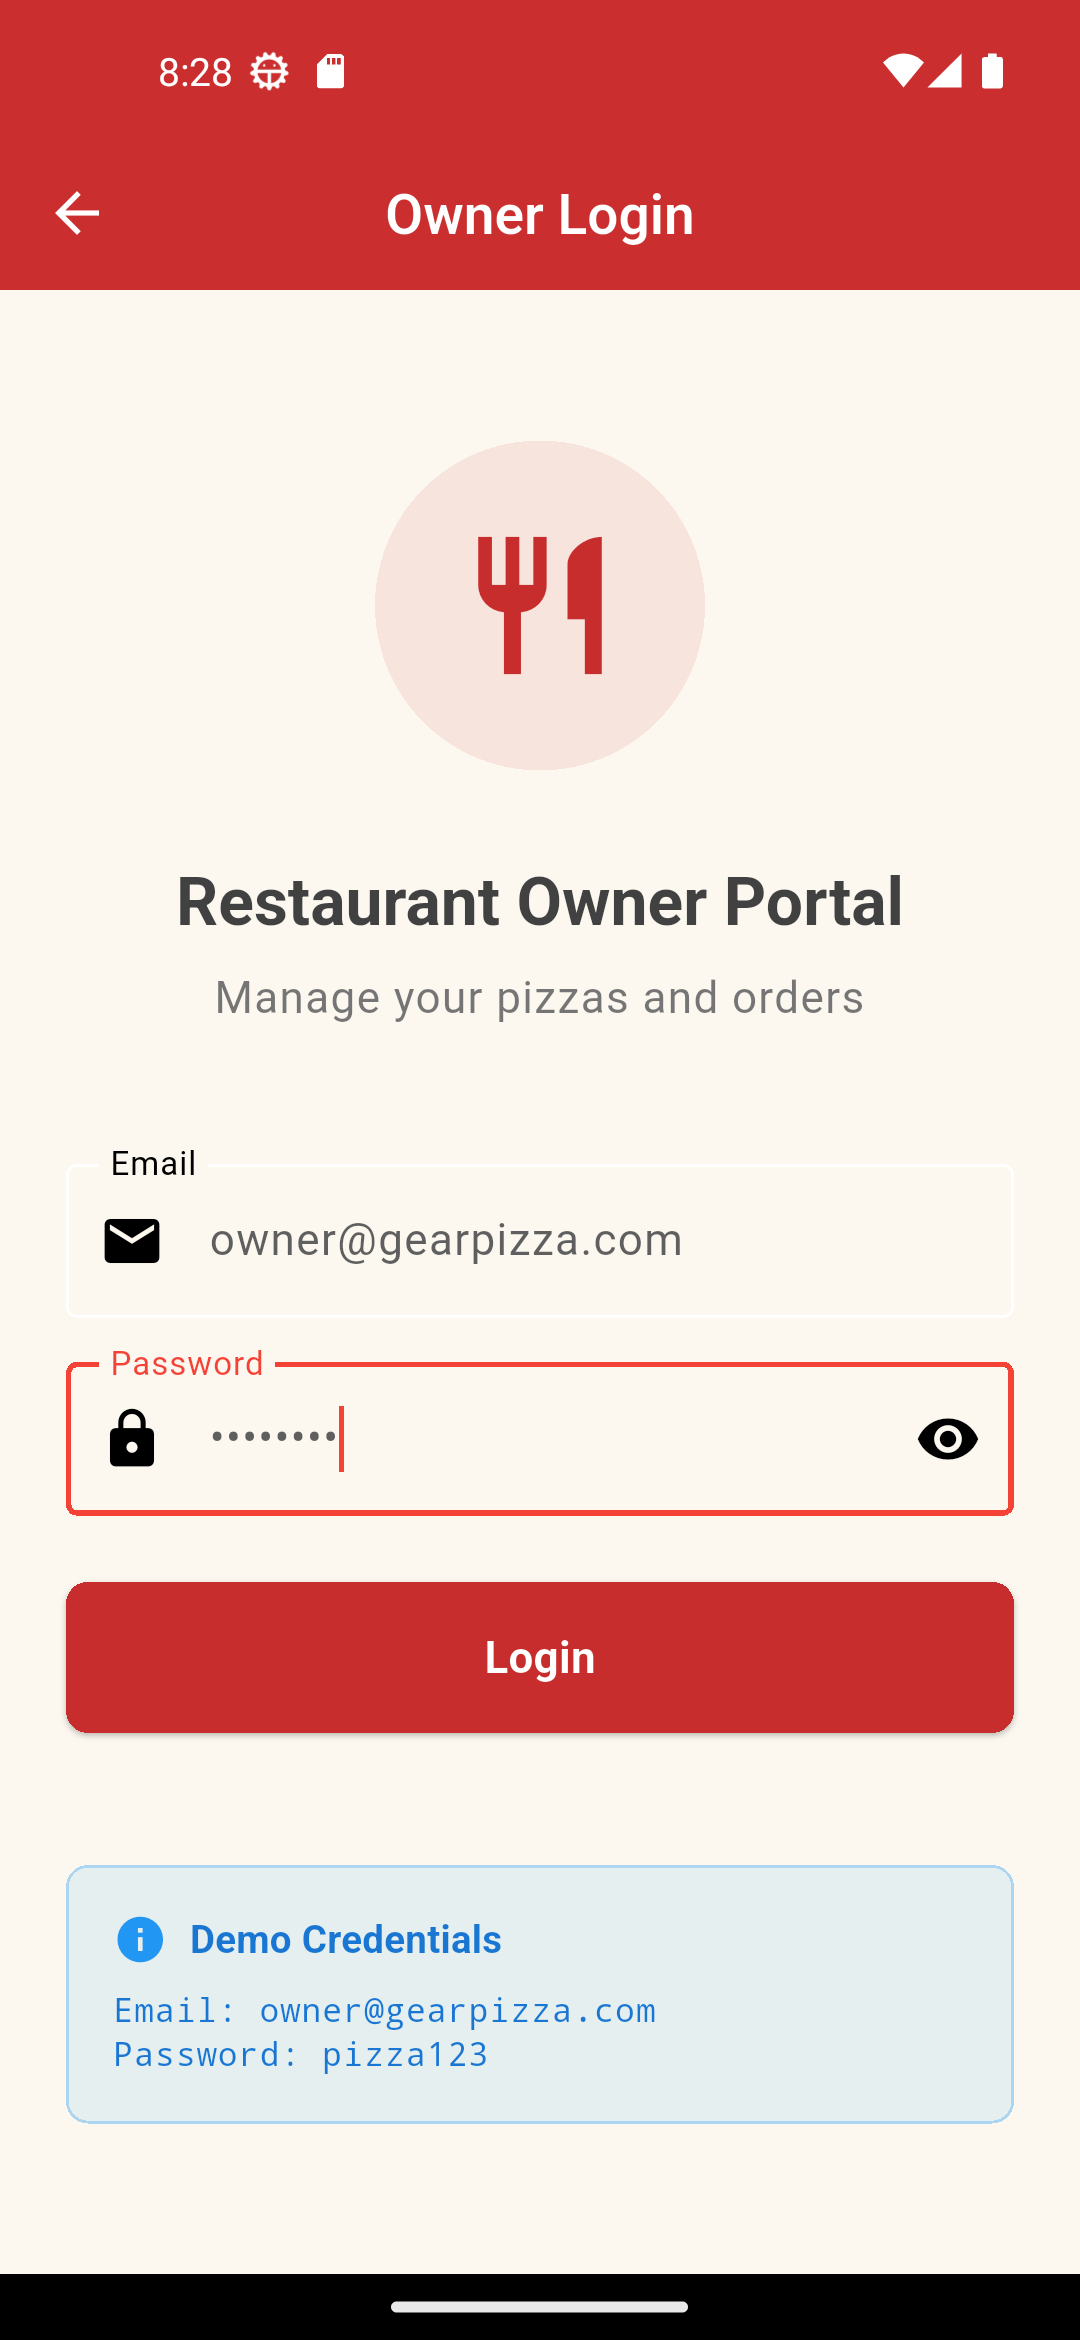 8:28
Owner Login
Restaurant Owner Portal
Manage your pizzas and orders
Email
owner@gearpizza.com
Password
••••••••
Login
Demo Credentials
Email: owner@gearpizza.com
Password: pizza123